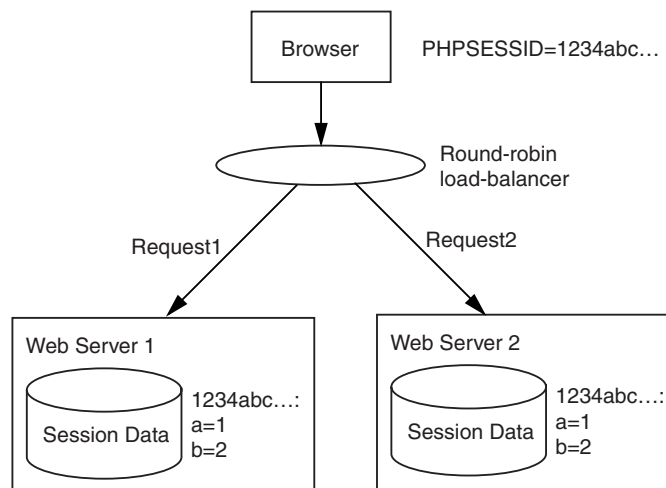 Browser
PHPSESSID=1234abc…
Round-robin
load-balancer
Request1
Request2
Web Server 1
Session Data
1234abc…:
a=1
b=2
Web Server 2
Session Data
1234abc…:
a=1
b=2